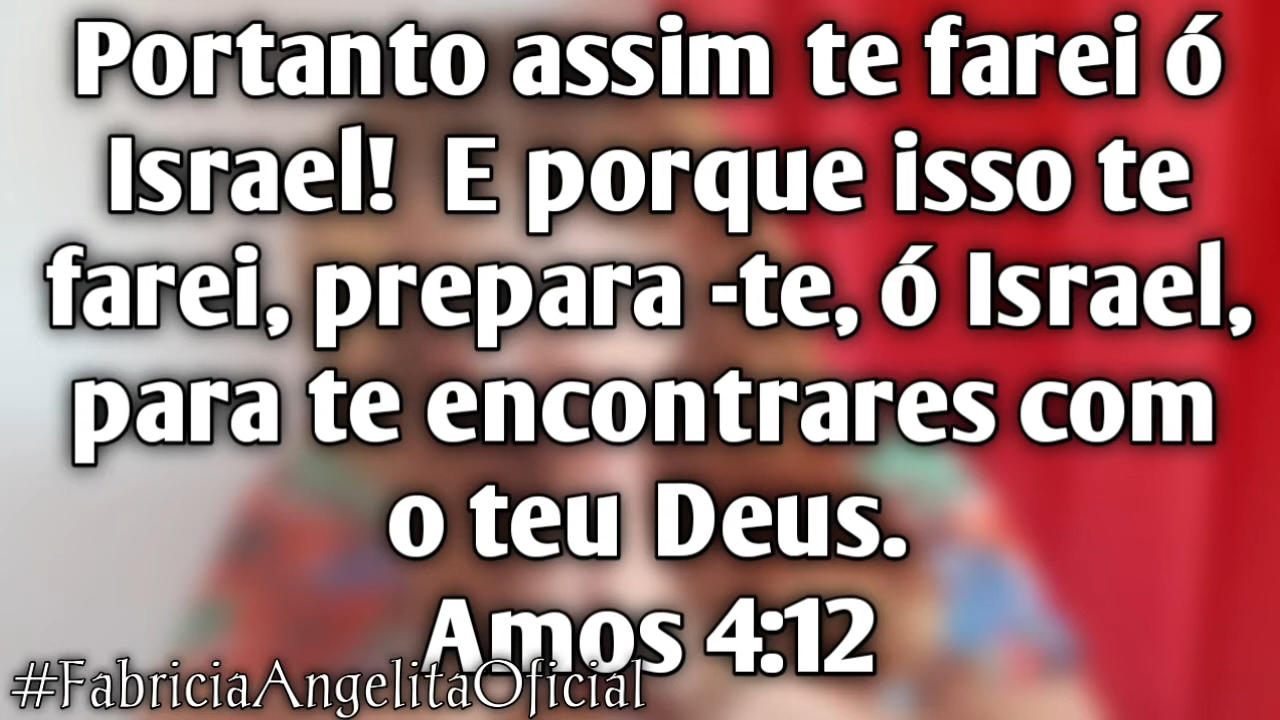 Portanto assim te farei ó
Israel! E porque isso te
farei, prepara -te, ó Israel,
para te encontrares com
o teu Deus.
Amos 4:12
#FabriciaAngelitaOficial